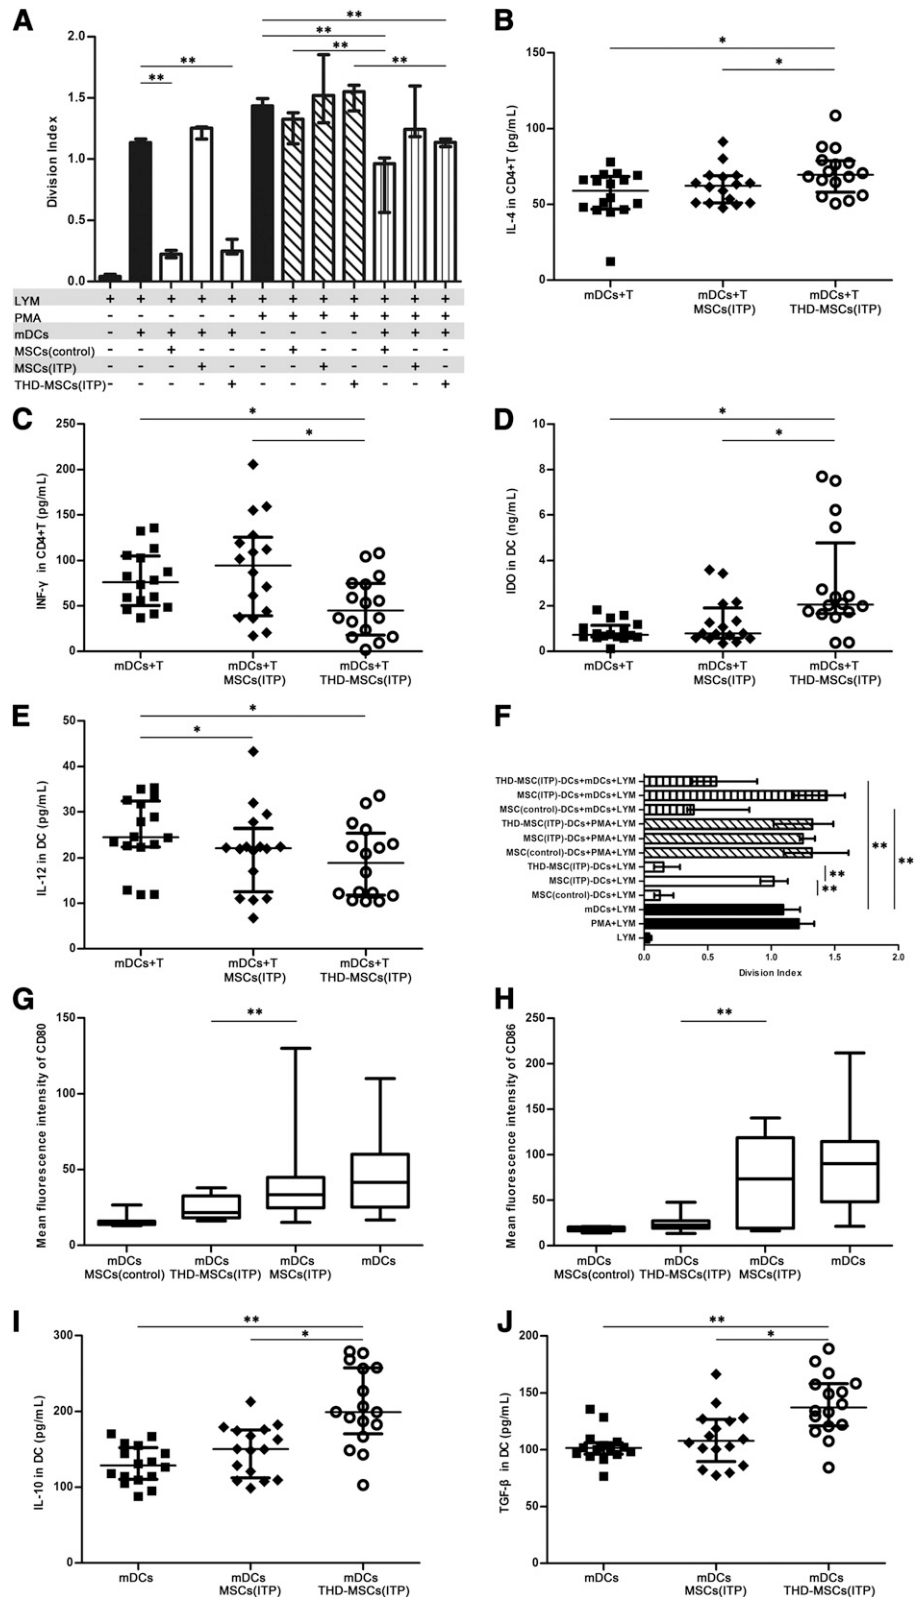 A
Division Index
2.0
1.5
1.0
0.5
0.0
** ** ** ** ** **
LYM + + + + + + + + + + + +
PMA - - - - - + + + + + + +
mDCs - + + + + - - - - + + +
MSCs(control) - - + - - - + - - + - -
MSCs(ITP) - - - + - - - + - - + -
THD-MSCs(ITP) - - - - + - - - + - - +
B
IL-4 in CD4+T (pg/mL)
150
100
50
0
* *
mDCs+T mDCs+T mDCs+T
MSCs(ITP) THD-MSCs(ITP)
C
INF-γ in CD4+T (pg/mL)
250
200
150
100
50
0
* *
mDCs+T mDCs+T mDCs+T
MSCs(ITP) THD-MSCs(ITP)
D
IDO in DC (ng/mL)
10
8
6
4
2
0
* *
mDCs+T mDCs+T mDCs+T
MSCs(ITP) THD-MSCs(ITP)
E
IL-12 in DC (pg/mL)
50
40
30
20
10
0
* *
mDCs+T mDCs+T mDCs+T
MSCs(ITP) THD-MSCs(ITP)
F
THD-MSC(ITP)-DCs+mDCs+LYM
MSC(ITP)-DCs+mDCs+LYM
MSC(control)-DCs+mDCs+LYM
THD-MSC(ITP)-DCs+PMA+LYM
MSC(ITP)-DCs+PMA+LYM
MSC(control)-DCs+PMA+LYM
THD-MSC(ITP)-DCs+LYM
MSC(ITP)-DCs+LYM
MSC(control)-DCs+LYM
mDCs+LYM
PMA+LYM
LYM
** ** ** **
0.0 0.5 1.0 1.5 2.0
Division Index
G
Mean fluorescence intensity of CD80
150
100
50
0
**
mDCs mDCs mDCs mDCs
MSCs(control) THD-MSCs(ITP) MSCs(ITP)
H
Mean fluorescence intensity of CD86
250
200
150
100
50
0
**
mDCs mDCs mDCs mDCs
MSCs(control) THD-MSCs(ITP) MSCs(ITP)
I
IL-10 in DC (pg/mL)
300
200
100
0
** *
mDCs mDCs mDCs
MSCs(ITP) THD-MSCs(ITP)
J
TGF-β in DC (pg/mL)
200
150
100
50
0
** *
mDCs mDCs mDCs
MSCs(ITP) THD-MSCs(ITP)